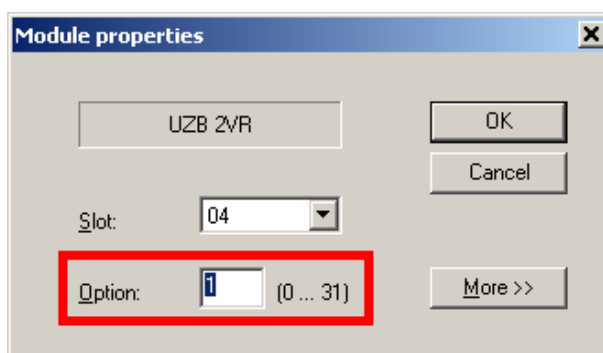 Module properties
UZB 2VR
OK
Cancel
Slot: 04
Option: 1 (0 ... 31)
More >>